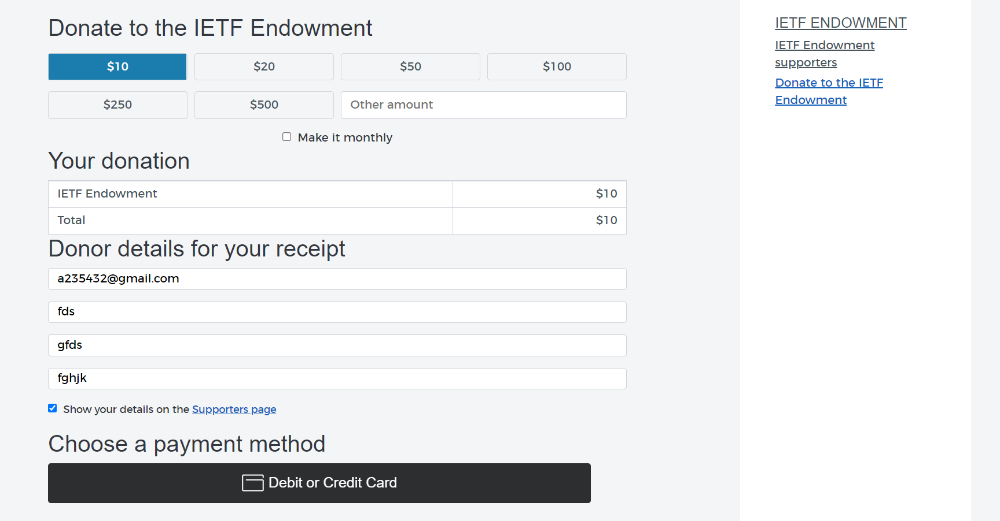 Donate to the IETF Endowment
$10
$20
$50
$100
$250
$500
Other amount
Make it monthly
Your donation
IETF Endowment $10
Total $10
Donor details for your receipt
a235432@gmail.com
fds
gfds
fghjk
Show your details on the Supporters page
Choose a payment method
Debit or Credit Card
IETF ENDOWMENT
IETF Endowment
supporters
Donate to the IETF
Endowment